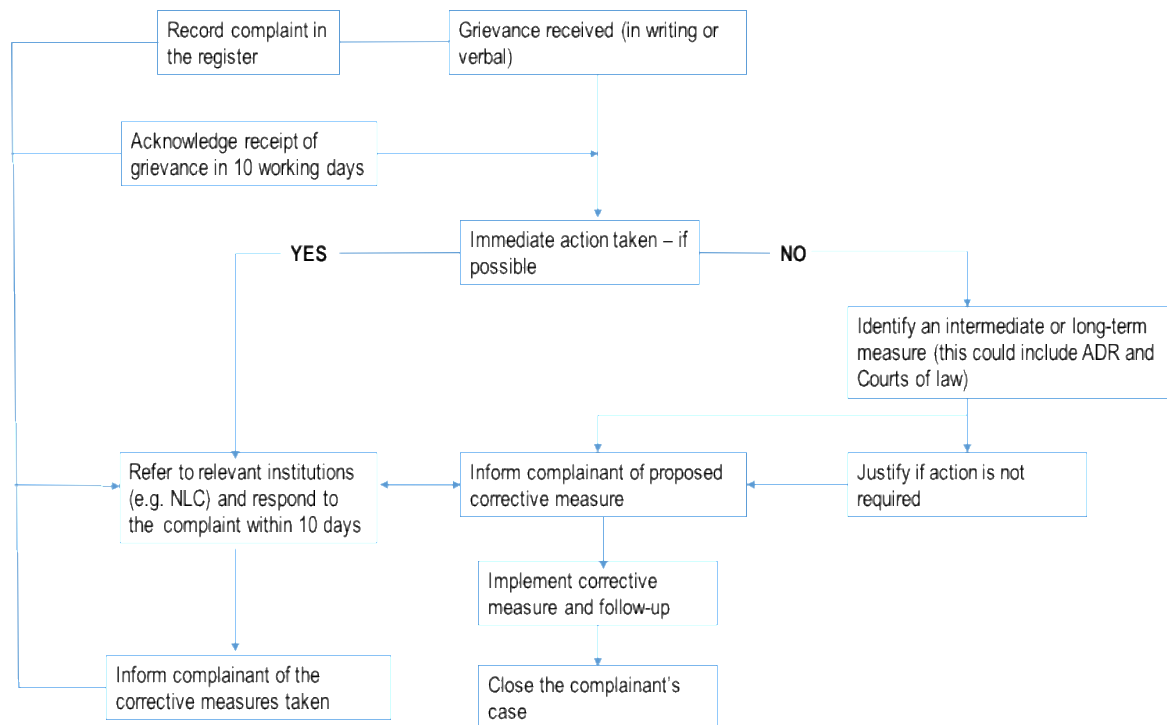 Record complaint in
the register
Grievance received (in writing or
verbal)
Acknowledge receipt of
grievance in 10 working days
Immediate action taken – if
possible
YES
NO
Identify an intermediate or long-term
measure (this could include ADR and
Courts of law)
Refer to relevant institutions
(e.g. NLC) and respond to
the complaint within 10 days
Inform complainant of proposed
corrective measure
Justify if action is not
required
Implement corrective
measure and follow-up
Inform complainant of the
corrective measures taken
Close the complainant's
case